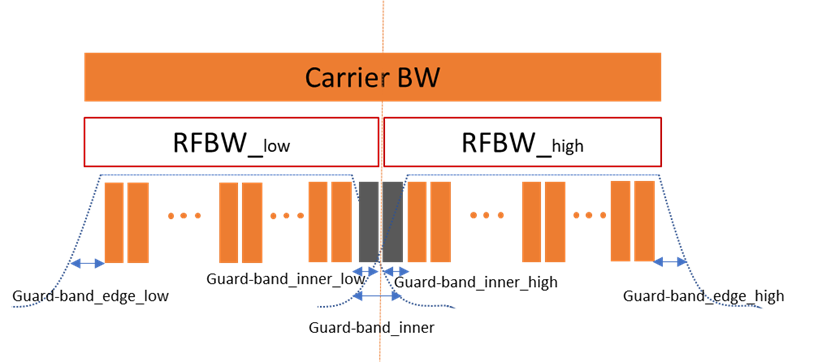 Carrier BW
RFBW_low
RFBW_high
Guard-band_inner_low
Guard-band_inner_high
Guard-band_edge_low
Guard-band_edge_high
Guard-band_inner